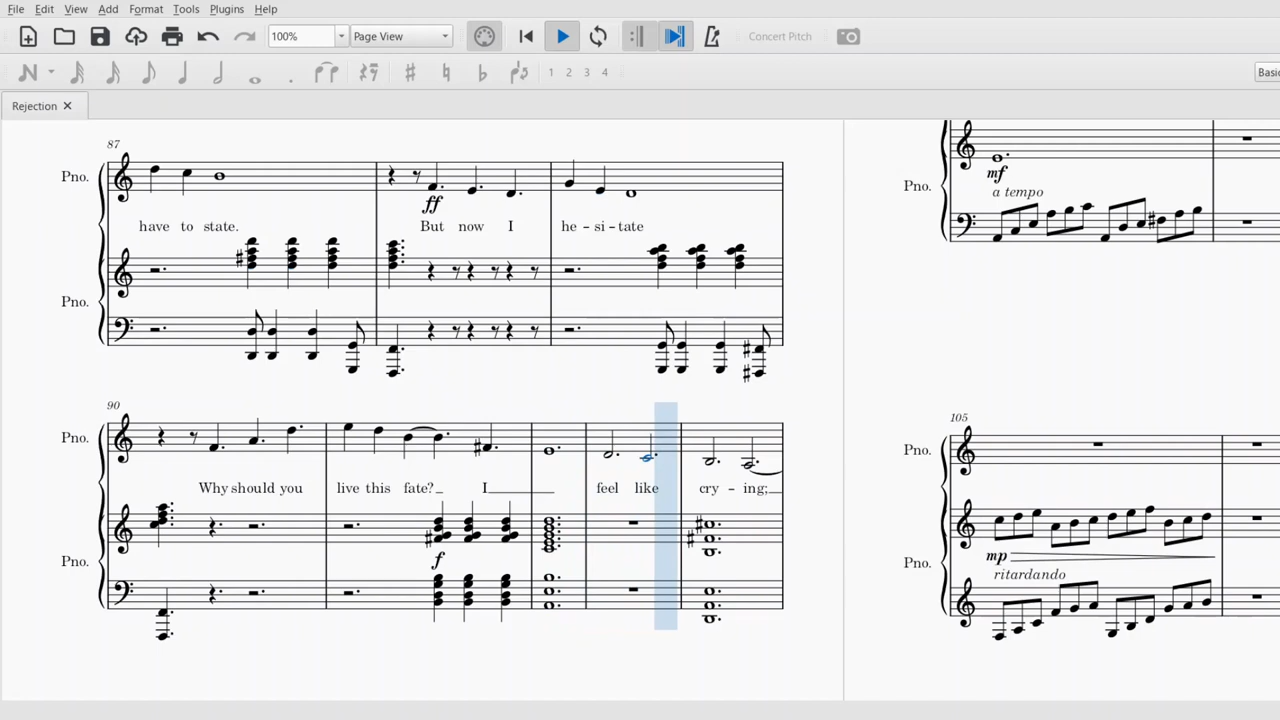 File Edit View Add Format Tools Plugins Help
100% Page View Concert Pitch
1 2 3 4 Basic
Rejection
87
Pno.
ff
have to state. But now I he - si - tate
Pno.
90
Pno.
Why should you live this fate?_ I___ feel like cry - ing;_
f
Pno.
mf
a tempo
Pno.
105
Pno.
mp
ritardando
Pno.